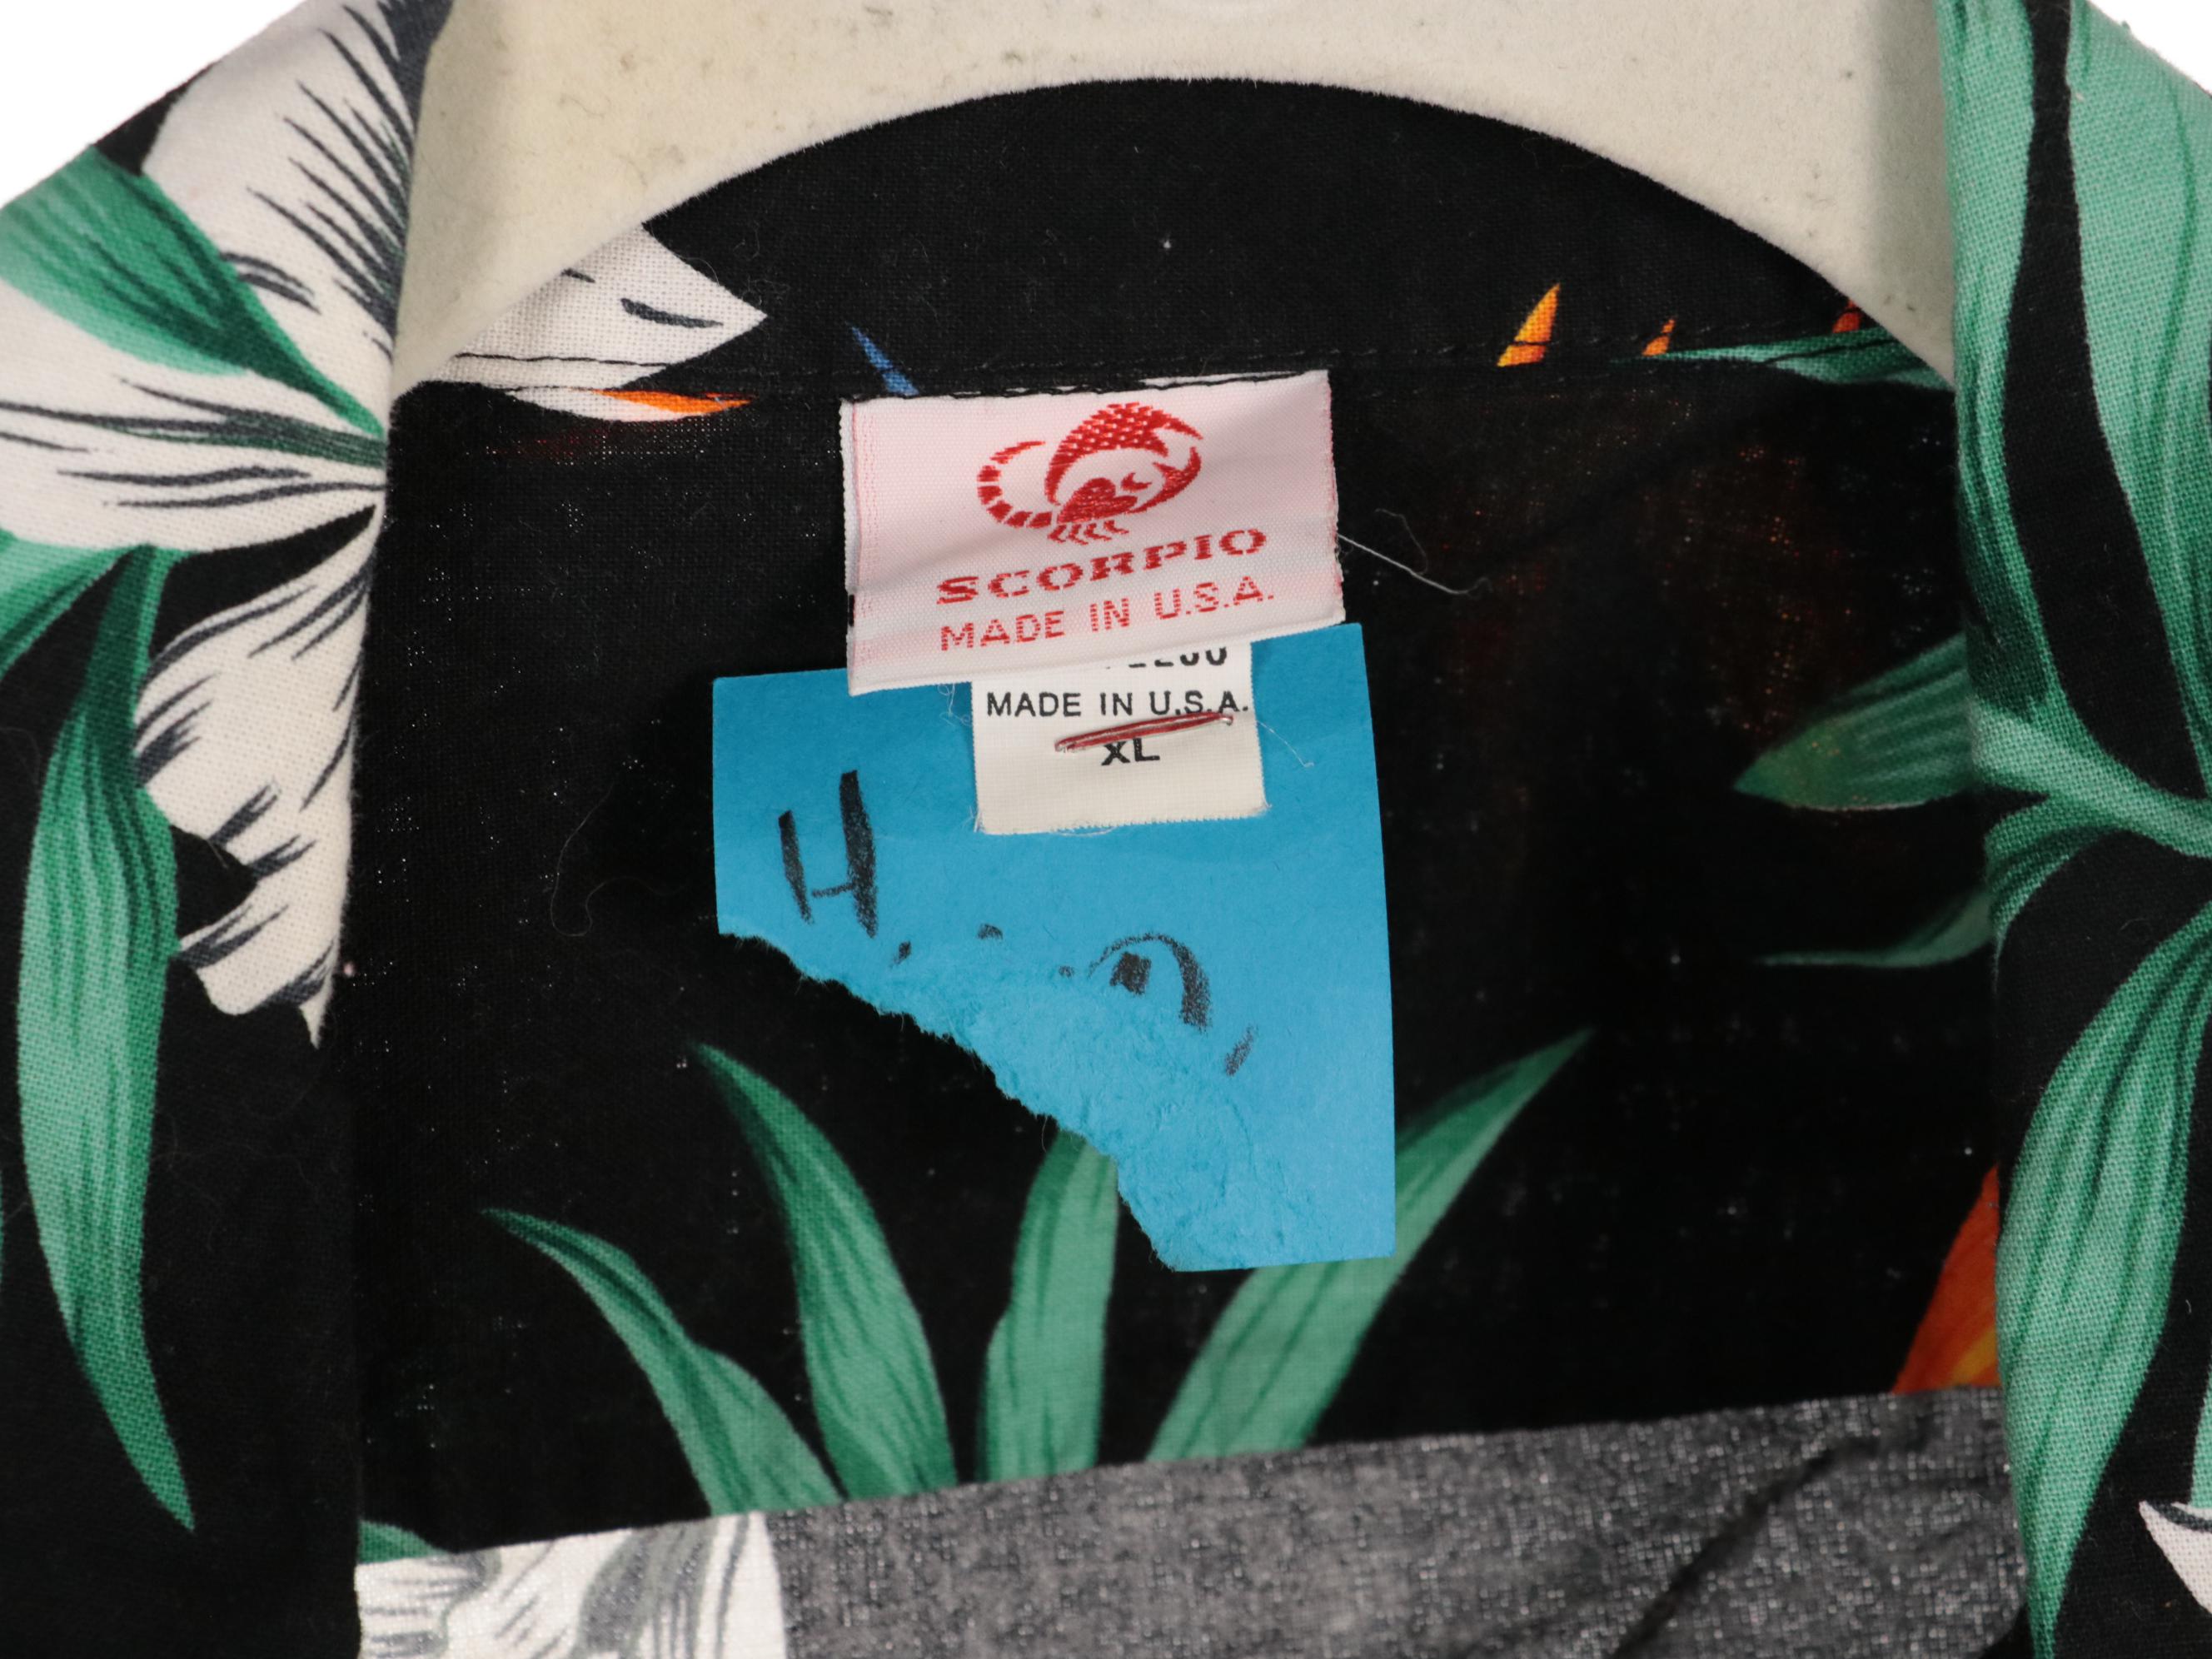 SCORPIO
MADE IN U.S.A.
MADE IN U.S.A.
XL
H.